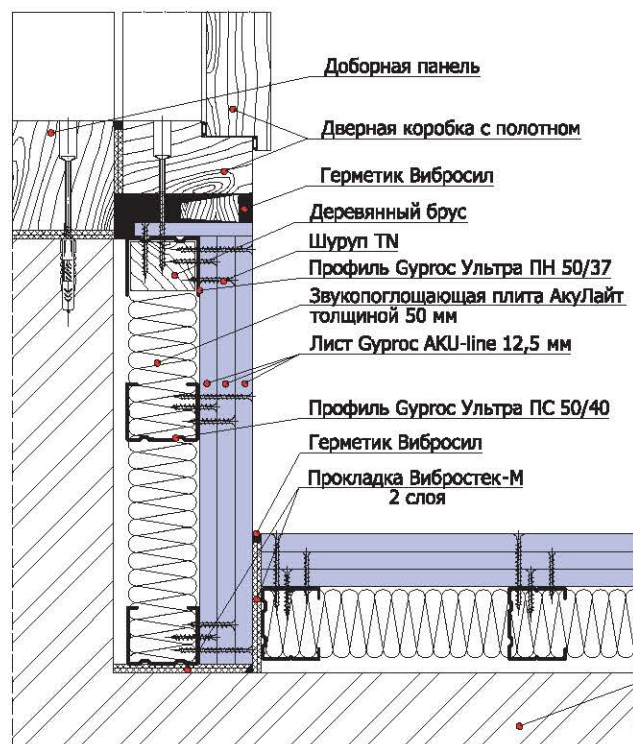 Доборная панель
Дверная коробка с полотном
Герметик Вибросил
Деревянный брус
Шуруп TN
Профиль Gyproc Ультра ПН 50/37
Звукопоглощающая плита АкуЛайт
толщиной 50 мм
Лист Gyproc AKU-line 12,5 мм
Профиль Gyproc Ультра ПС 50/40
Герметик Вибросил
Прокладка Вибростек-М
2 слоя